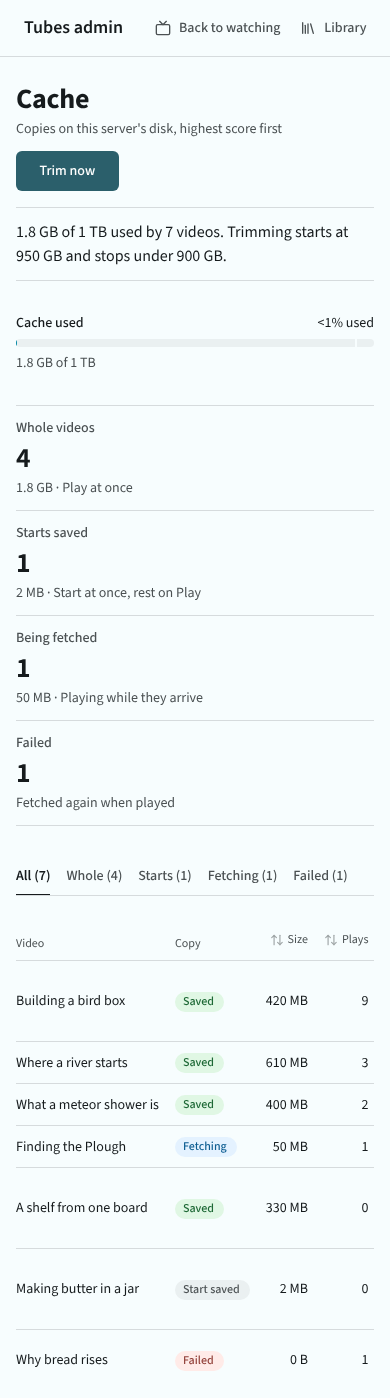 Tubes admin
Back to watching
Library
Cache
Copies on this server's disk, highest score first
Trim now
1.8 GB of 1 TB used by 7 videos. Trimming starts at
950 GB and stops under 900 GB.
Cache used
<1% used
1.8 GB of 1 TB
Whole videos
4
1.8 GB · Play at once
Starts saved
1
2 MB · Start at once, rest on Play
Being fetched
1
50 MB · Playing while they arrive
Failed
1
Fetched again when played
All (7) Whole (4) Starts (1) Fetching (1) Failed (1)
Video Copy Size Plays
Building a bird box Saved 420 MB 9
Where a river starts Saved 610 MB 3
What a meteor shower is Saved 400 MB 2
Finding the Plough Fetching 50 MB 1
A shelf from one board Saved 330 MB 0
Making butter in a jar Start saved 2 MB 0
Why bread rises Failed 0 B 1